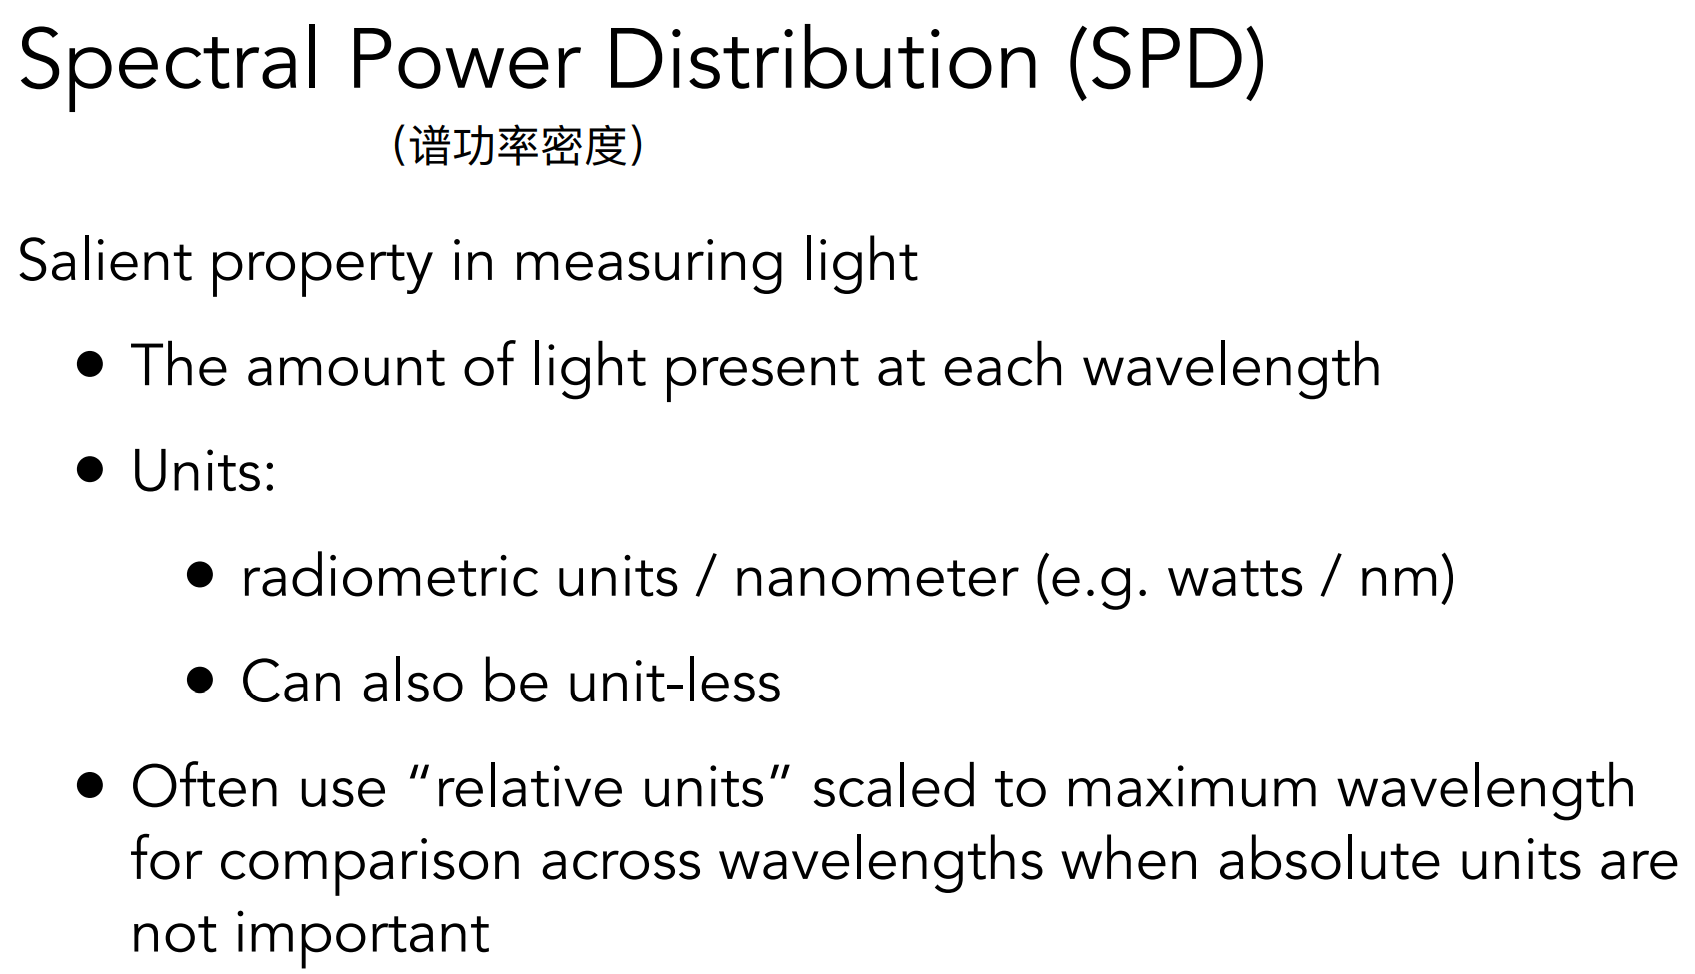 Spectral Power Distribution (SPD)
(谱功率密度)
Salient property in measuring light
• The amount of light present at each wavelength
• Units:
• radiometric units / nanometer (e.g. watts / nm)
• Can also be unit-less
• Often use “relative units” scaled to maximum wavelength
for comparison across wavelengths when absolute units are
not important